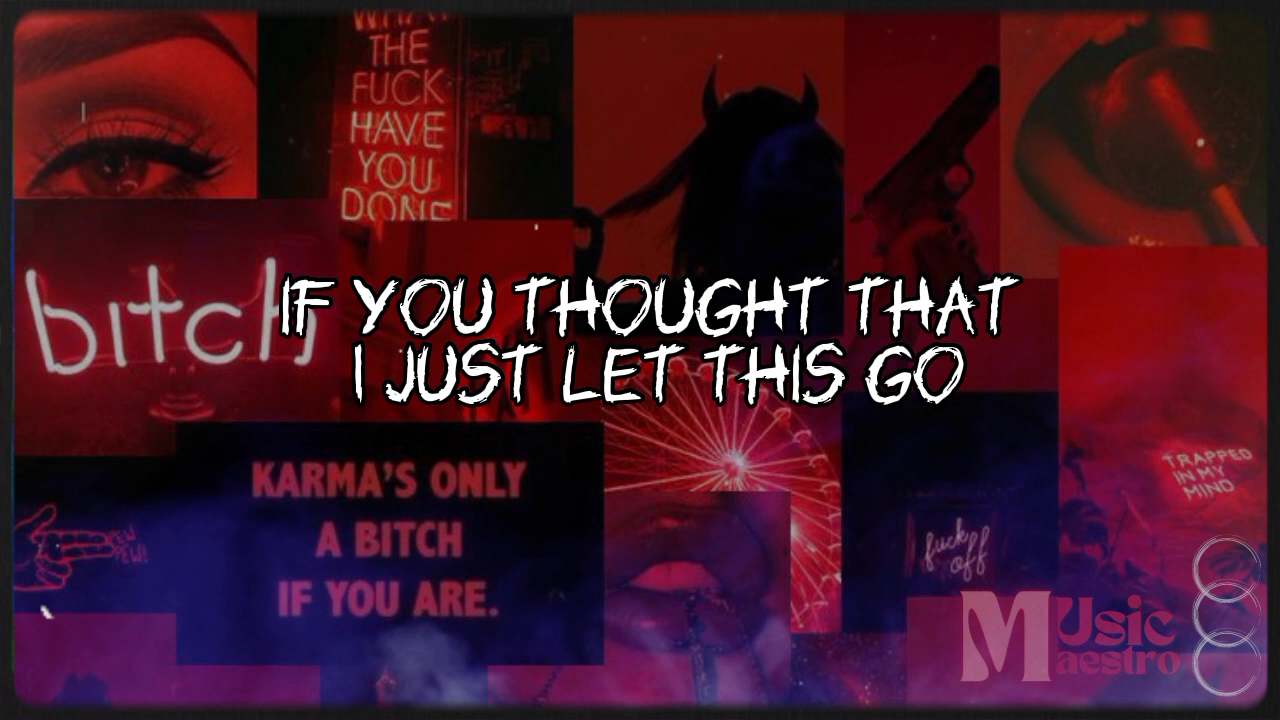 WHAT
THE
FUCK
HAVE
YOU
DONE
bitch
IF YOU THOUGHT THAT
I JUST LET THIS GO
KARMA'S ONLY
A BITCH
IF YOU ARE.
PEW
PEW!
TRAPPED
IN MY
MIND
fuck
off
MUsic
Maestro